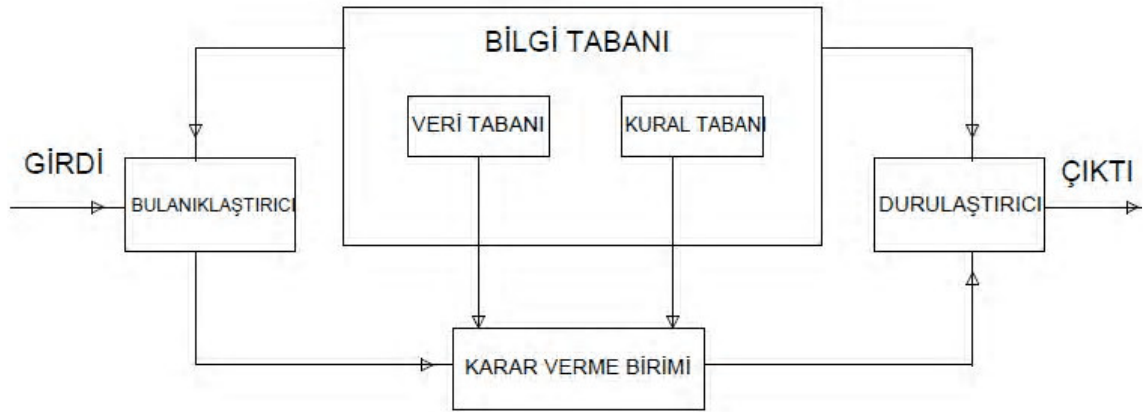 BİLGİ TABANI
VERİ TABANI
KURAL TABANI
GİRDİ
BULANIKLAŞTIRICI
ÇIKTI
DURULAŞTIRICI
KARAR VERME BİRİMİ